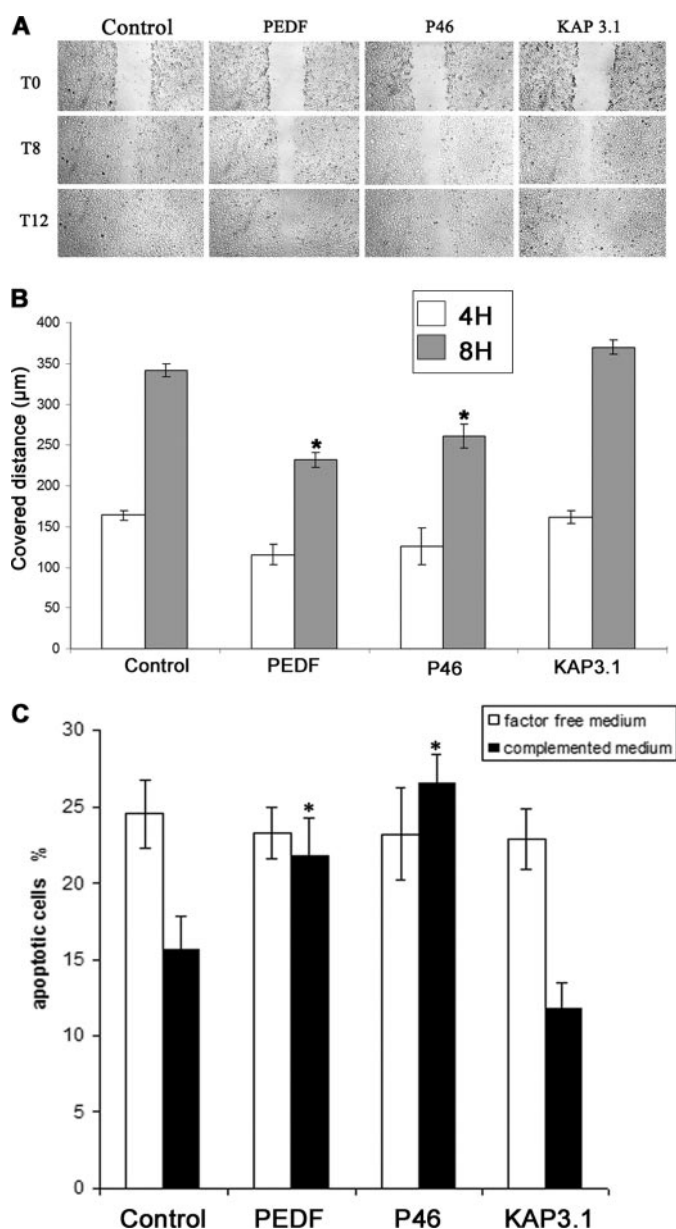 A
Control PEDF P46 KAP 3.1
T0
T8
T12
B
4H
8H
Covered distance (μm)
400
350
300
250
200
150
100
50
0
*
*
Control PEDF P46 KAP3.1
C
factor free medium
complemented medium
apoptotic cells %
30
25
20
15
10
5
0
*
*
Control PEDF P46 KAP3.1